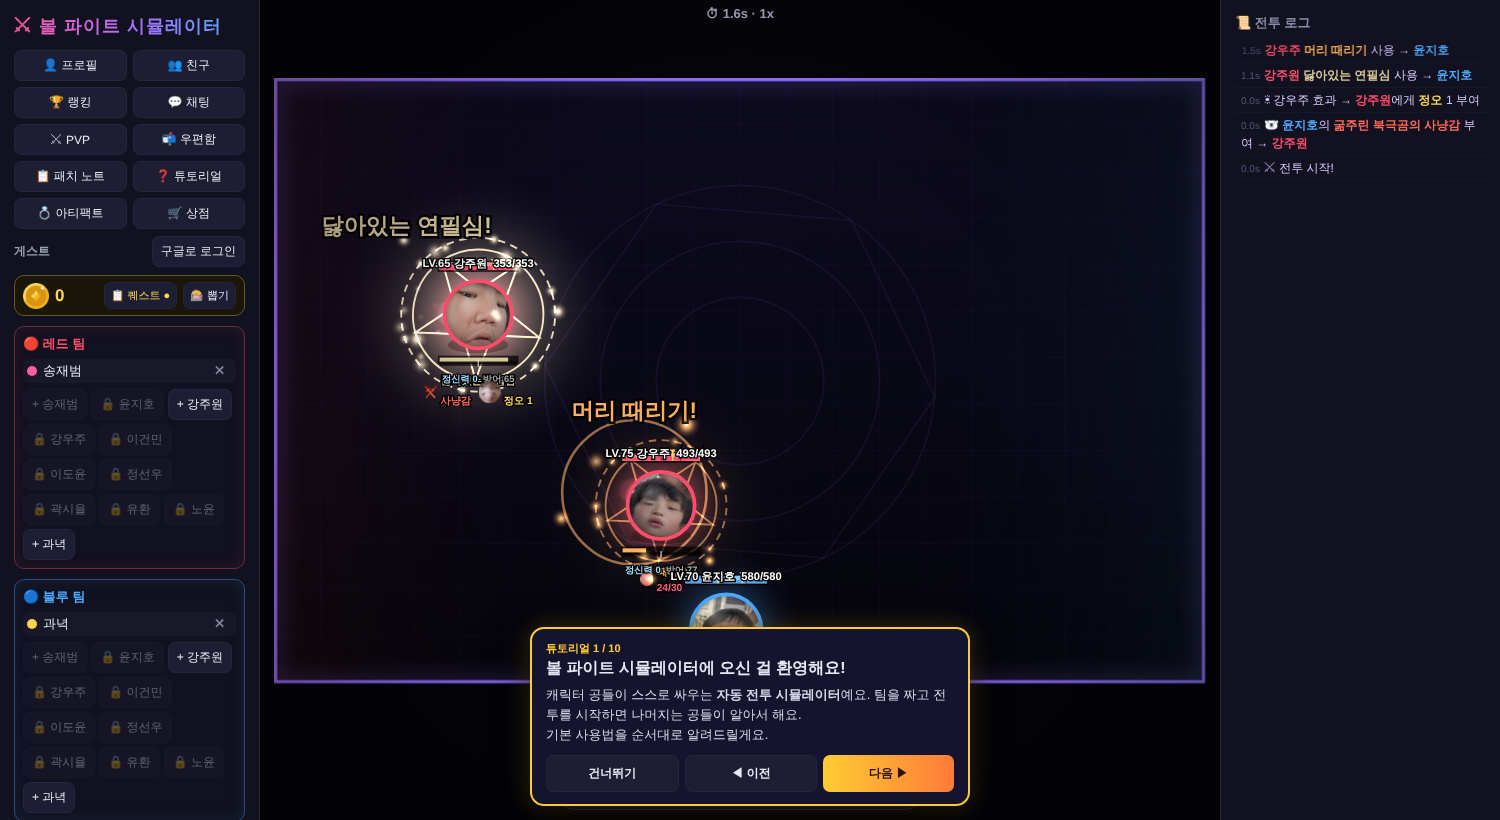 ⚔ 볼 파이트 시뮬레이터
👤 프로필
👥 친구
🏆 랭킹
💬 채팅
⚔ PVP
📬 우편함
📋 패치 노트
❓ 튜토리얼
💍 아티팩트
🛒 상점
게스트
구글로 로그인
0
📋 퀘스트 ●
🎰 뽑기
🔴 레드 팀
송재범 ✕
+ 송재범
🔒 윤지호
+ 강주원
🔒 강우주
🔒 이건민
🔒 이도윤
🔒 정선우
🔒 곽시율
🔒 유환
🔒 노윤
+ 과녁
🔵 블루 팀
과녁 ✕
+ 송재범
🔒 윤지호
+ 강주원
🔒 강우주
🔒 이건민
🔒 이도윤
🔒 정선우
🔒 곽시율
🔒 유환
🔒 노윤
+ 과녁
⏱ 1.6s · 1x
닳아있는 연필심!
LV.65 강주원 353/353
정신력 0
방어 65
사냥감
정오 1
머리 때리기!
LV.75 강우주 493/493
정신력 0
방어 77
24/30
LV.70 윤지호 580/580
튜토리얼 1 / 10
볼 파이트 시뮬레이터에 오신 걸 환영해요!
캐릭터 공들이 스스로 싸우는 자동 전투 시뮬레이터예요. 팀을 짜고 전
투를 시작하면 나머지는 공들이 알아서 해요.
기본 사용법을 순서대로 알려드릴게요.
건너뛰기
◀ 이전
다음 ▶
📜 전투 로그
1.5s 강우주 머리 때리기 사용 → 윤지호
1.1s 강주원 닳아있는 연필심 사용 → 윤지호
0.0s 강우주 효과 → 강주원에게 정오 1 부여
0.0s 🐻‍❄️ 윤지호의 굶주린 북극곰의 사냥감 부
여 → 강주원
0.0s ⚔ 전투 시작!